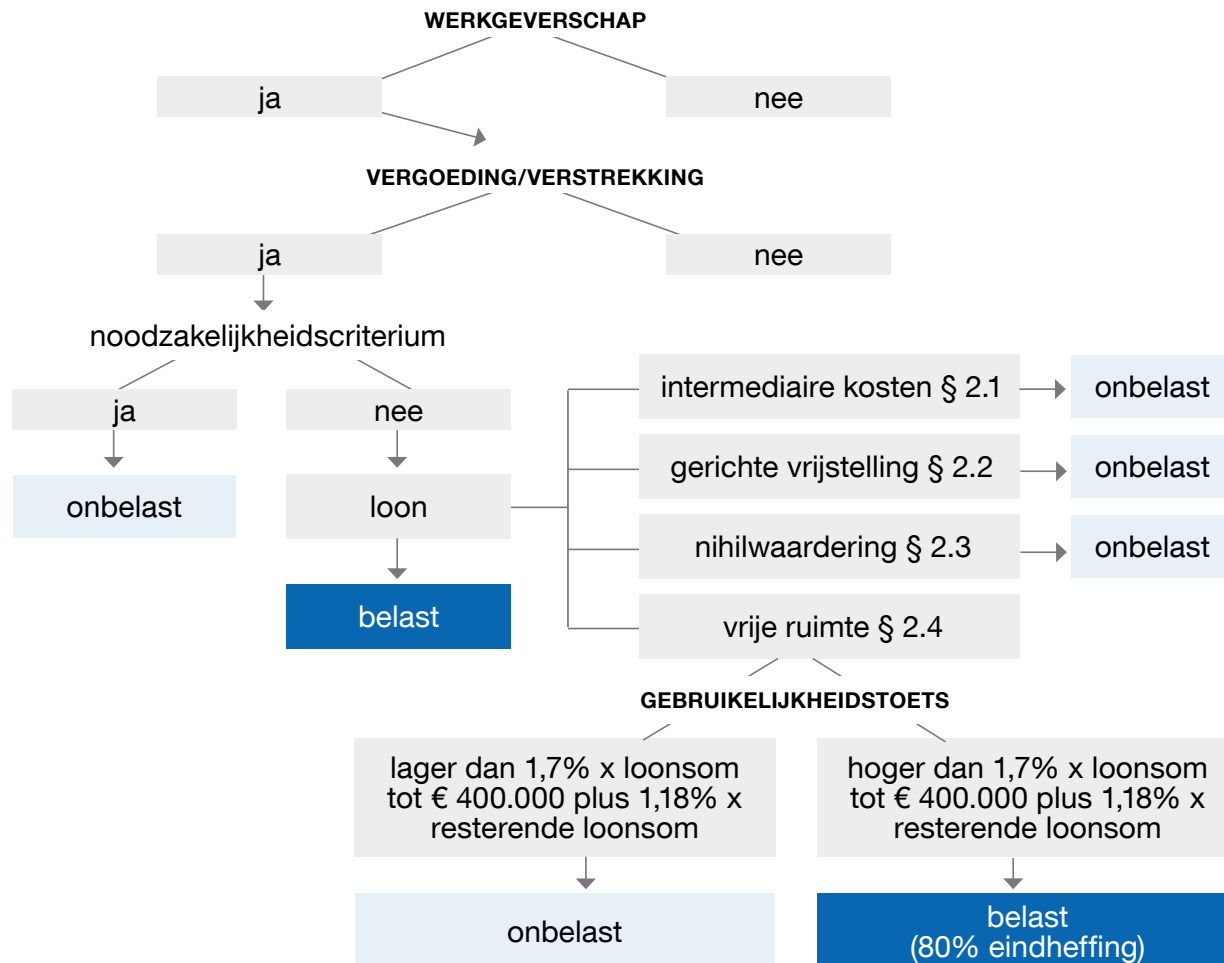 WERKGEVERSCHAP
ja
nee
VERGOEDING/VERSTREKKING
ja
nee
noodzakelijkheidscriterium
ja
nee
onbelast
loon
belast
intermediaire kosten § 2.1
onbelast
gerichte vrijstelling § 2.2
onbelast
nihilwaardering § 2.3
onbelast
vrije ruimte § 2.4
GEBRUIKELIJKHEIDSTOETS
lager dan 1,7% x loonsom
tot € 400.000 plus 1,18% x
resterende loonsom
hoger dan 1,7% x loonsom
tot € 400.000 plus 1,18% x
resterende loonsom
onbelast
belast
(80% eindheffing)